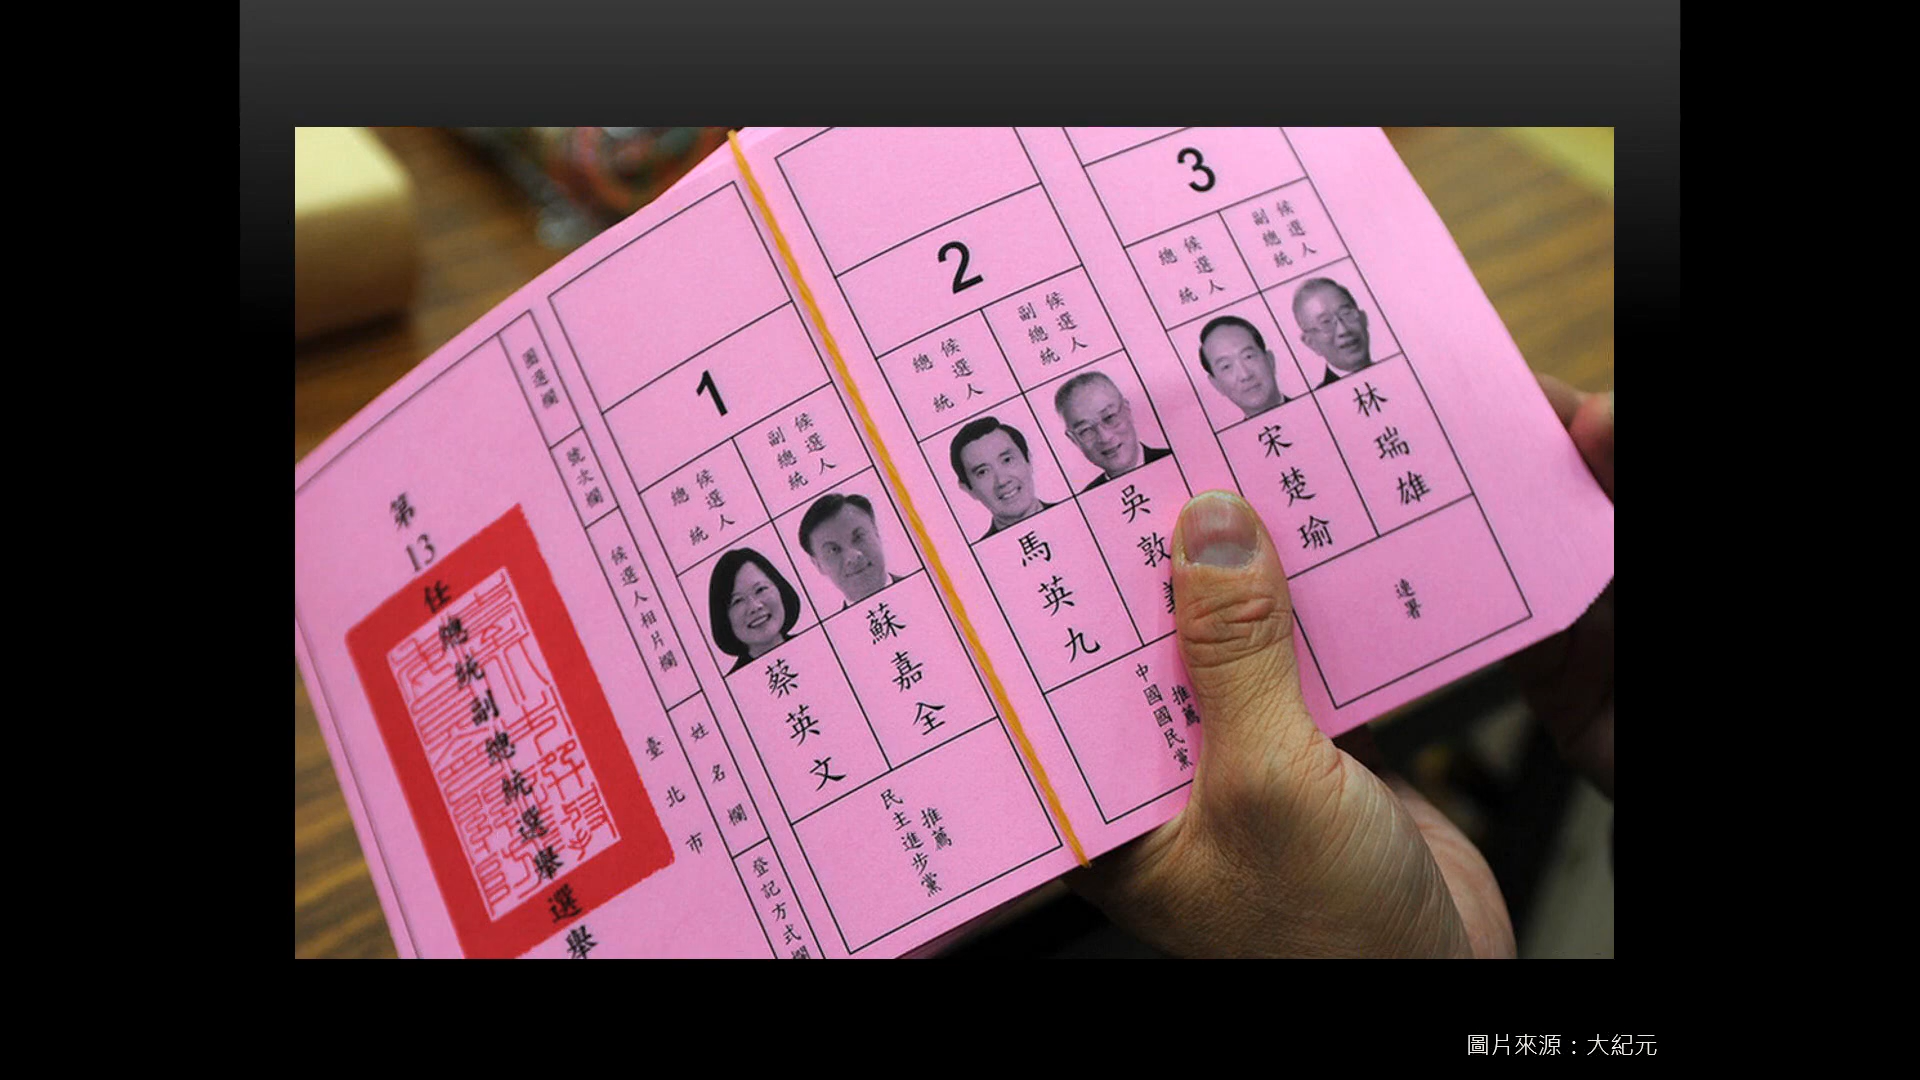 第13任總統副總統選舉選舉
臺北市
圈選欄
號次欄
候選人相片欄
姓名欄
登記方式欄
1
總統候選人
副總統候選人
蔡英文
蘇嘉全
民主進步黨
推薦
2
總統候選人
副總統候選人
馬英九
吳敦義
中國國民黨
推薦
3
總統候選人
副總統候選人
宋楚瑜
林瑞雄
連署
圖片來源：大紀元